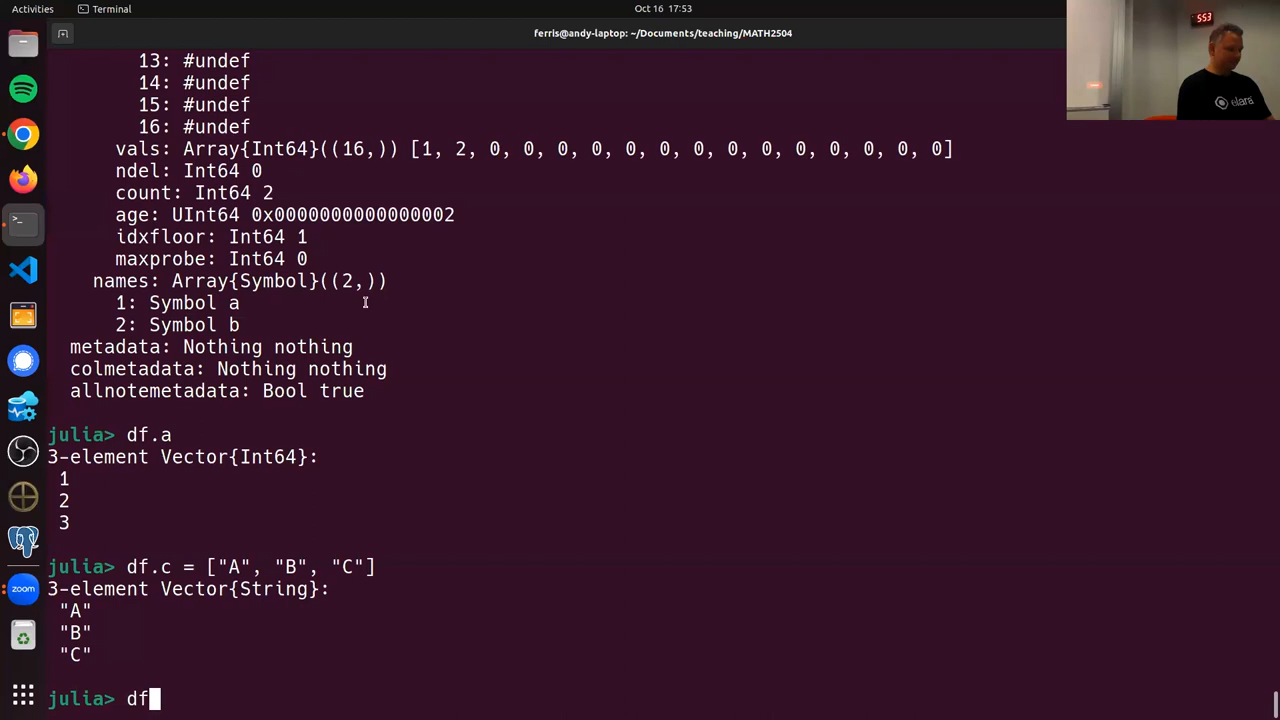 Activities
Terminal
Oct 16 17:53
ferris@andy-laptop: ~/Documents/teaching/MATH2504
553
elara
13: #undef
14: #undef
15: #undef
16: #undef
vals: Array{Int64}((16,)) [1, 2, 0, 0, 0, 0, 0, 0, 0, 0, 0, 0, 0, 0, 0, 0]
ndel: Int64 0
count: Int64 2
age: UInt64 0x0000000000000002
idxfloor: Int64 1
maxprobe: Int64 0
names: Array{Symbol}((2,))
1: Symbol a
2: Symbol b
metadata: Nothing nothing
colmetadata: Nothing nothing
allnotemetadata: Bool true
julia> df.a
3-element Vector{Int64}:
1
2
3
julia> df.c = ["A", "B", "C"]
3-element Vector{String}:
"A"
"B"
"C"
zoom
julia> df